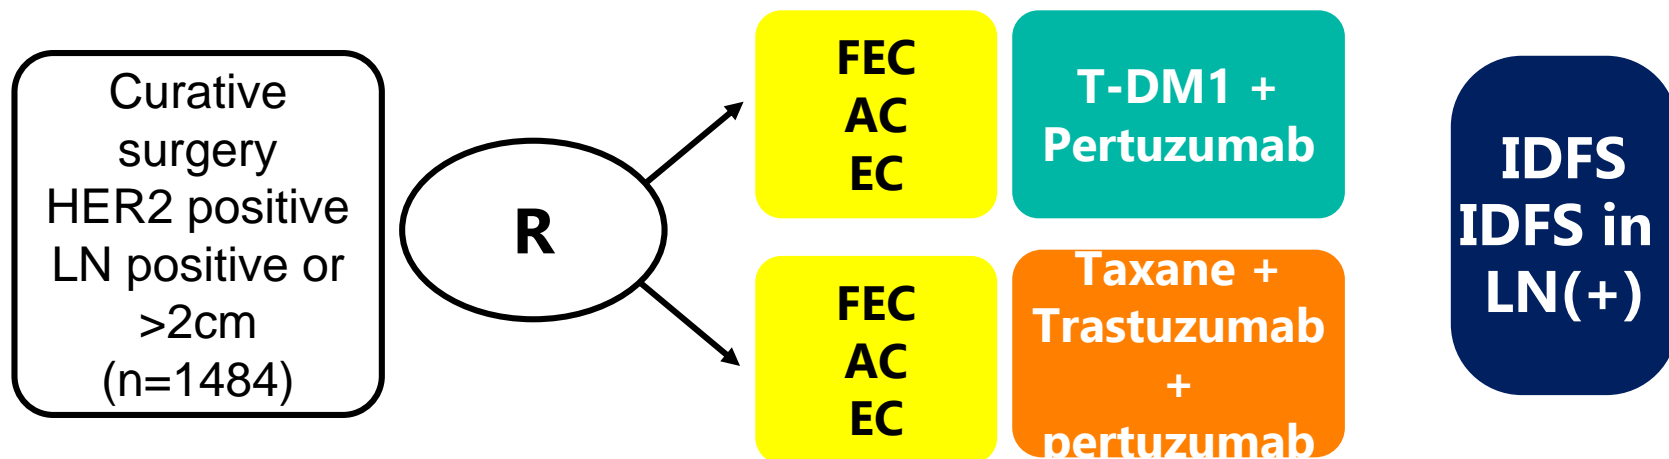 Curative
surgery
HER2 positive
LN positive or
>2cm
(n=1484)
R
FEC
AC
EC
T-DM1 +
Pertuzumab
FEC
AC
EC
Taxane +
Trastuzumab
+
pertuzumab
IDFS
IDFS in
LN(+)